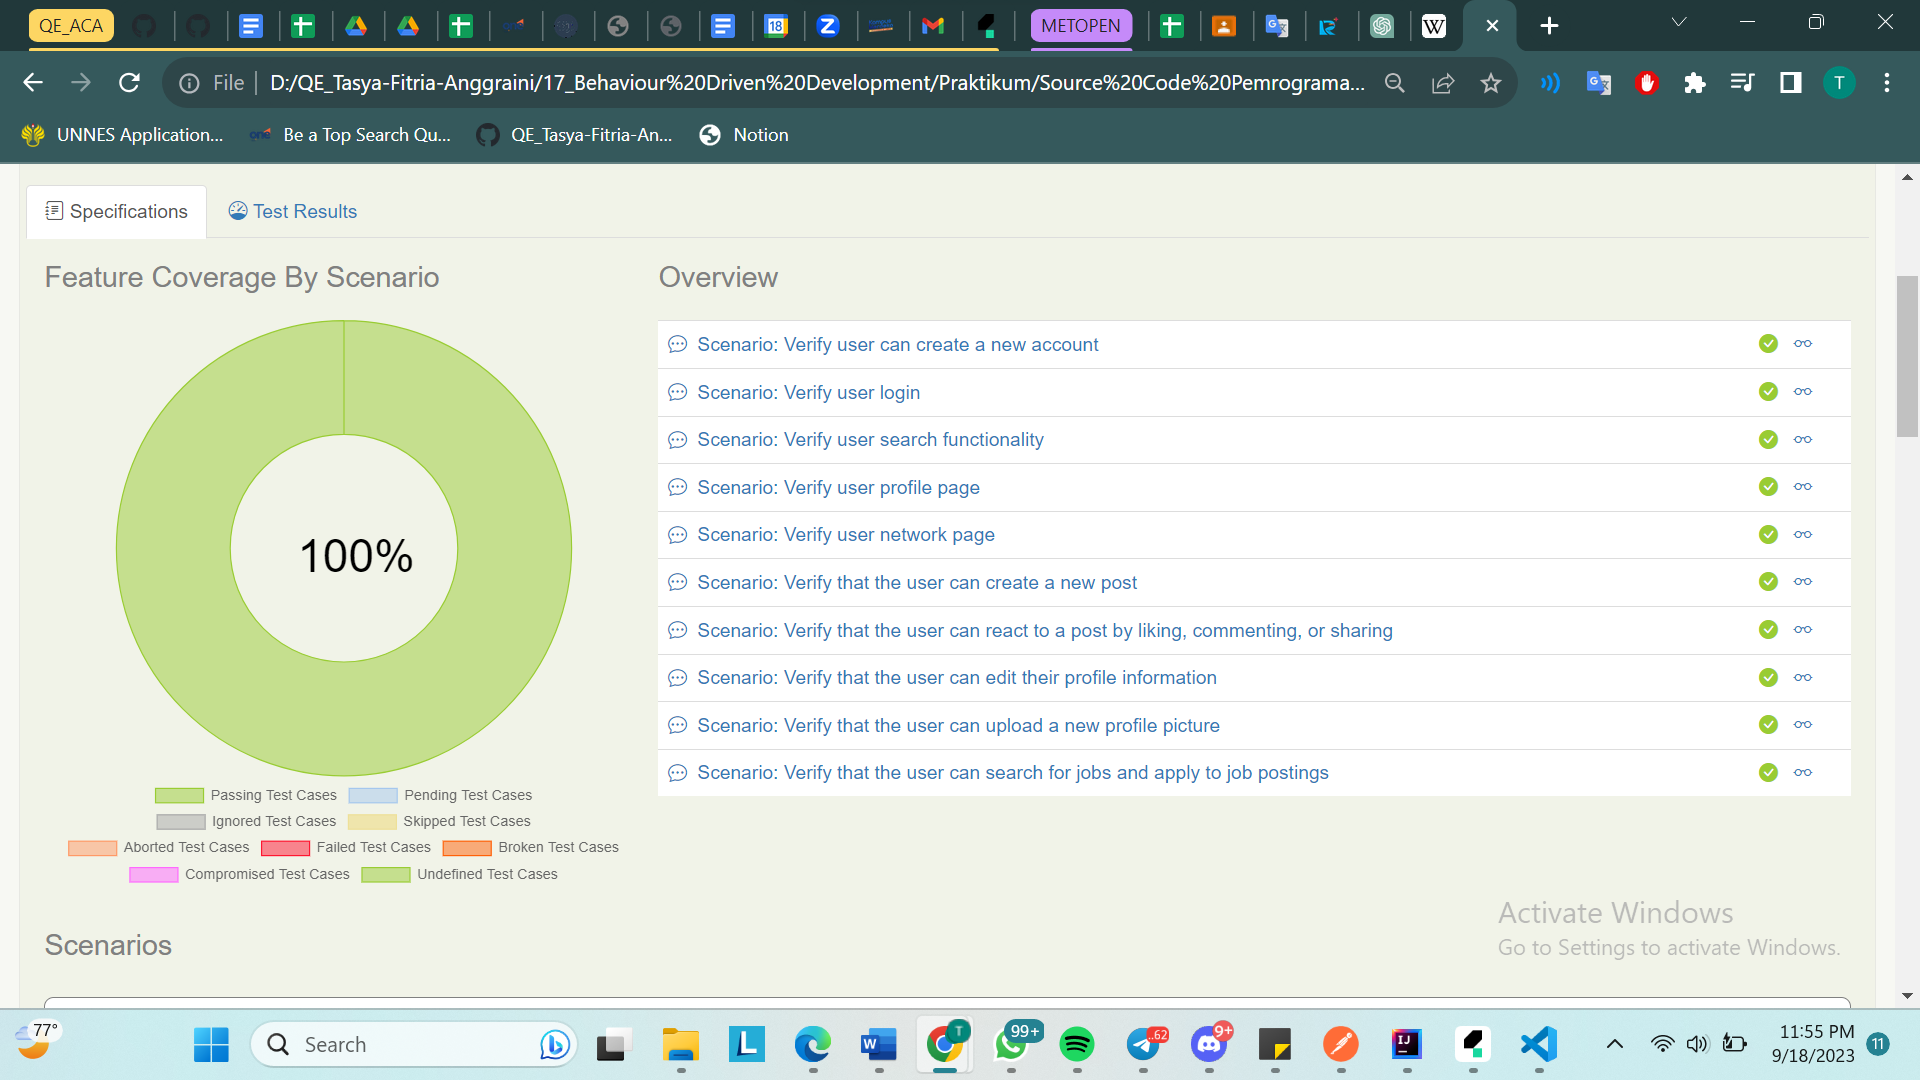 QE_ACA
METOPEN
File
D:/QE_Tasya-Fitria-Anggraini/17_Behaviour%20Driven%20Development/Praktikum/Source%20Code%20Pemrograma...
UNNES Application...
Be a Top Search Qu...
QE_Tasya-Fitria-An...
Notion
Specifications
Test Results
Feature Coverage By Scenario
100%
Passing Test Cases
Pending Test Cases
Ignored Test Cases
Skipped Test Cases
Aborted Test Cases
Failed Test Cases
Broken Test Cases
Compromised Test Cases
Undefined Test Cases
Overview
Scenario: Verify user can create a new account
Scenario: Verify user login
Scenario: Verify user search functionality
Scenario: Verify user profile page
Scenario: Verify user network page
Scenario: Verify that the user can create a new post
Scenario: Verify that the user can react to a post by liking, commenting, or sharing
Scenario: Verify that the user can edit their profile information
Scenario: Verify that the user can upload a new profile picture
Scenario: Verify that the user can search for jobs and apply to job postings
Scenarios
Activate Windows
Go to Settings to activate Windows.
77°
Search
99+
..62
9+
11:55 PM
9/18/2023
11